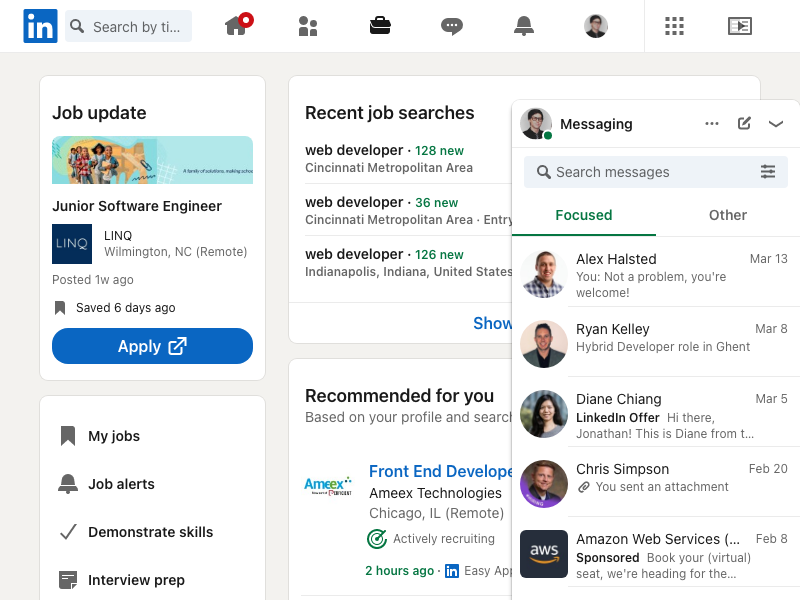 in
Search by ti...
Job update
A family of solutions, making schoo
Junior Software Engineer
LINQ
LINQ
Wilmington, NC (Remote)
Posted 1w ago
Saved 6 days ago
Apply
My jobs
Job alerts
Demonstrate skills
Interview prep
Recent job searches
web developer · 128 new
Cincinnati Metropolitan Area
web developer · 36 new
Cincinnati Metropolitan Area · Entry
web developer · 126 new
Indianapolis, Indiana, United States
Show
Recommended for you
Based on your profile and search
Ameex
Front End Develope
Ameex Technologies
Chicago, IL (Remote)
Actively recruiting
2 hours ago · in Easy App
Messaging
Search messages
Focused
Other
Alex Halsted
Mar 13
You: Not a problem, you're
welcome!
Ryan Kelley
Mar 8
Hybrid Developer role in Ghent
Diane Chiang
Mar 5
LinkedIn Offer Hi there,
Jonathan! This is Diane from t...
Chris Simpson
Feb 20
You sent an attachment
aws
Amazon Web Services (...
Feb 8
Sponsored Book your (virtual)
seat, we're heading for the...